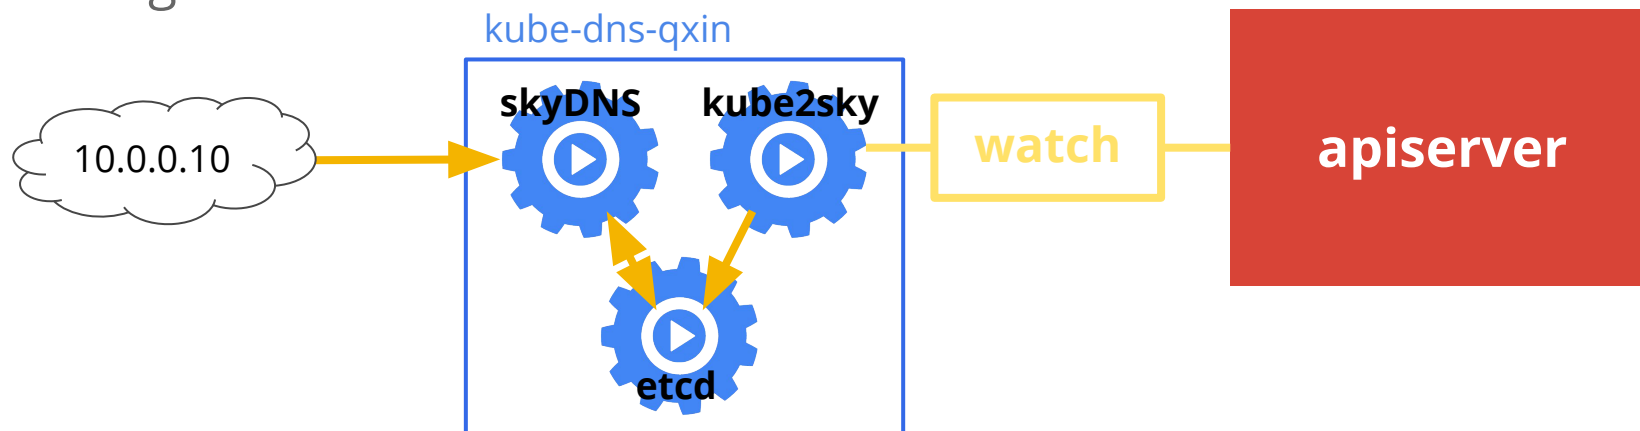 kube-dns-qxin
skyDNS
kube2sky
10.0.0.10
watch
apiserver
etcd